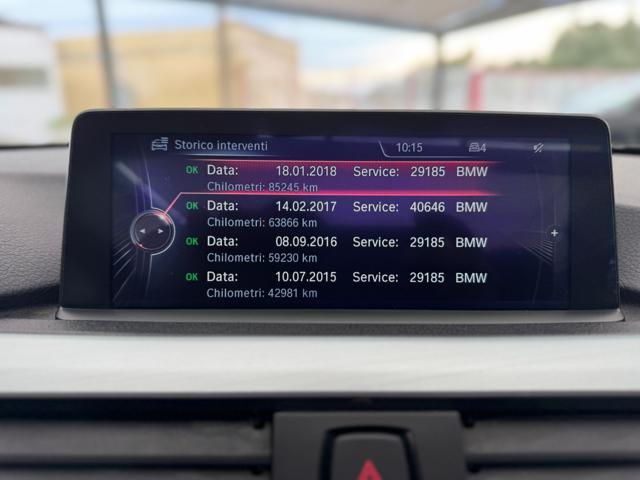 Storico interventi 10:15 4
OK Data: 18.01.2018 Service: 29185 BMW
Chilometri: 85245 km
OK Data: 14.02.2017 Service: 40646 BMW
Chilometri: 63866 km
OK Data: 08.09.2016 Service: 29185 BMW
Chilometri: 59230 km
OK Data: 10.07.2015 Service: 29185 BMW
Chilometri: 42981 km